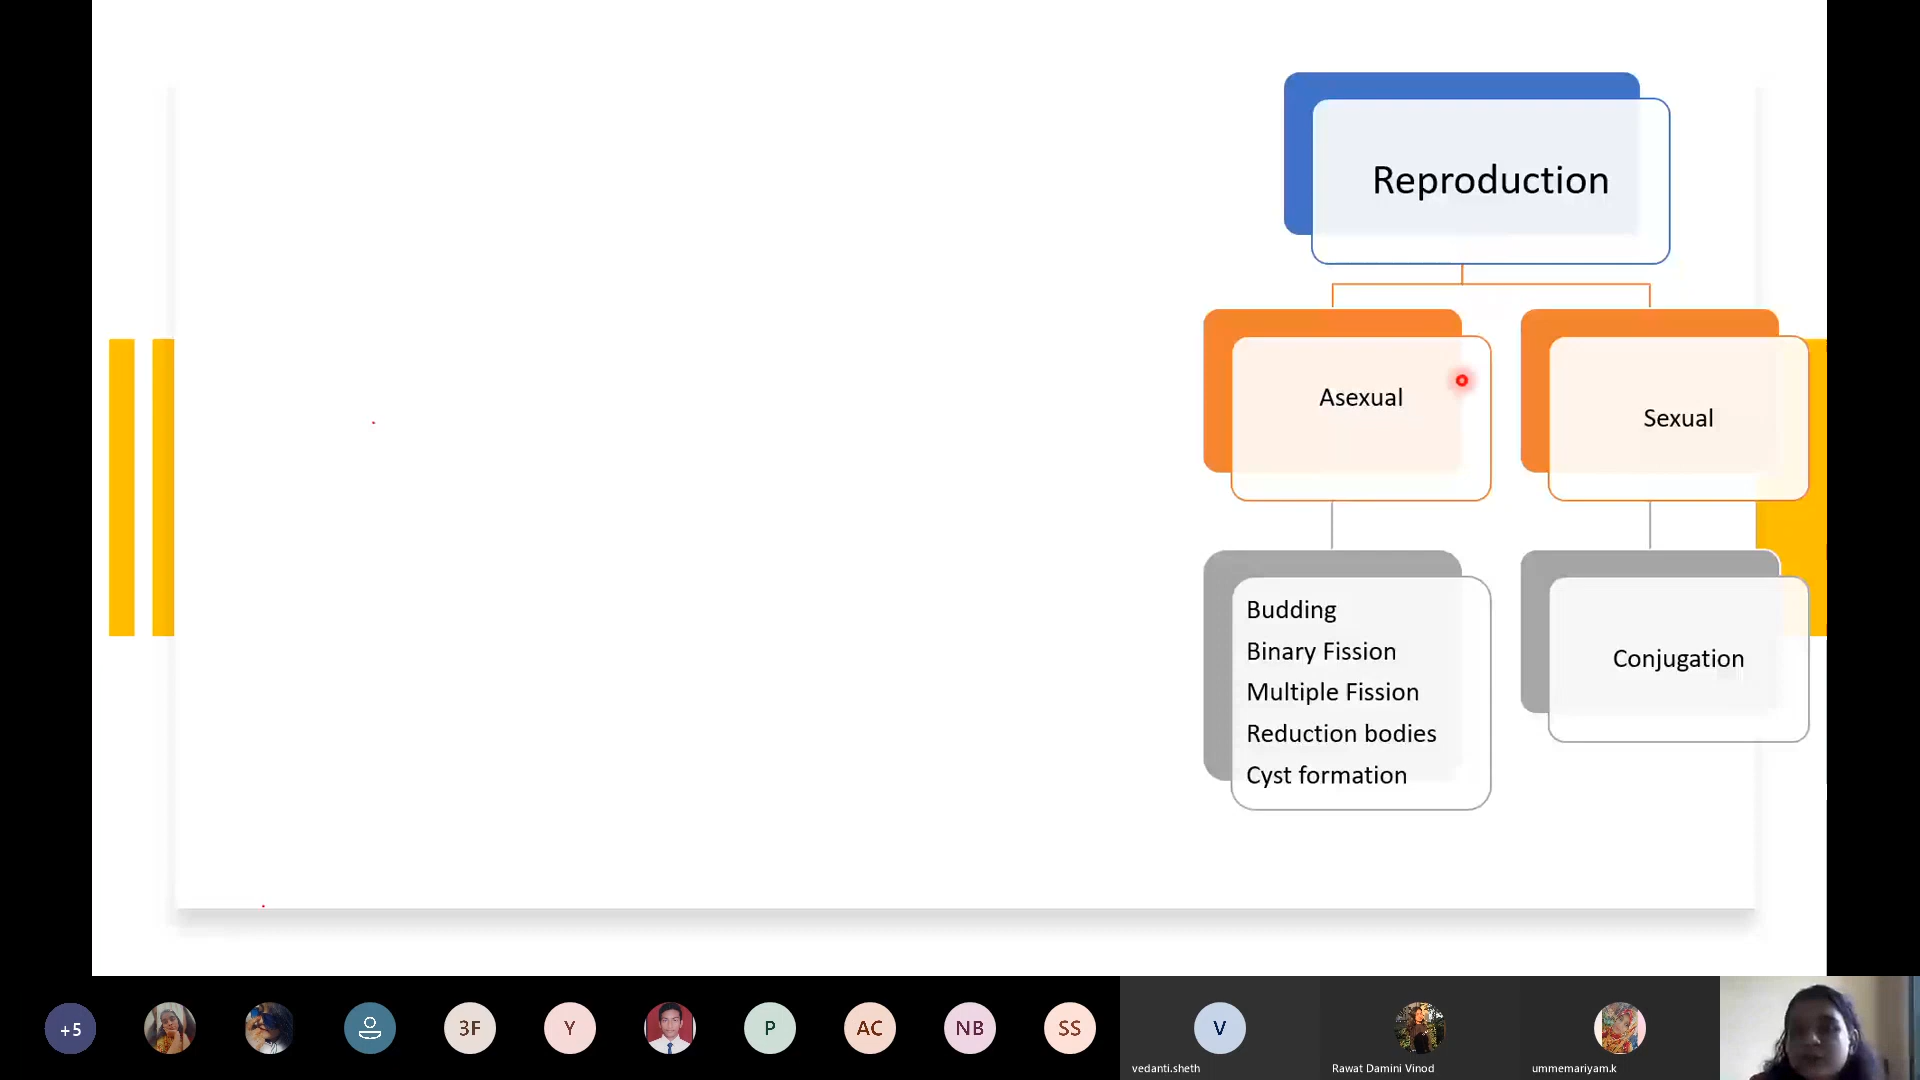 Reproduction
Asexual
Sexual
Budding
Binary Fission
Multiple Fission
Reduction bodies
Cyst formation
Conjugation
+5
3F
Y
P
AC
NB
SS
V
vedanti.sheth
Rawat Damini Vinod
ummemariyam.k